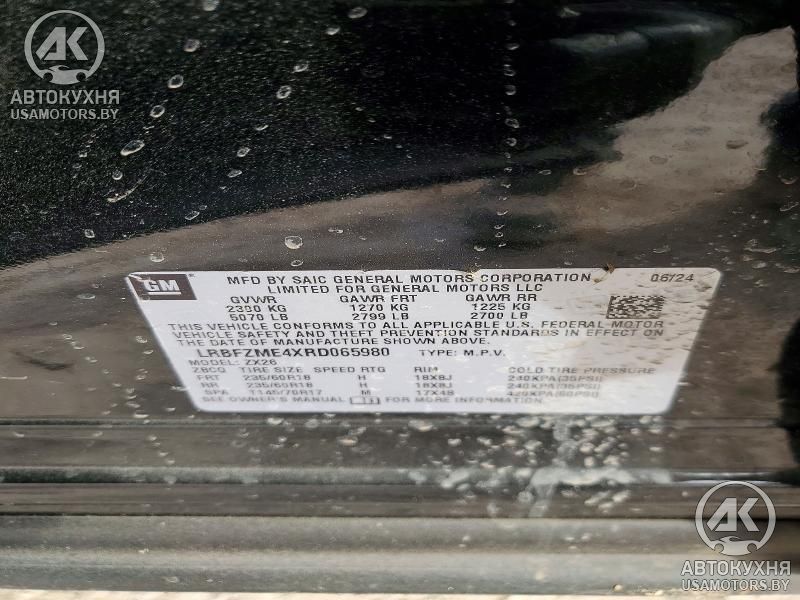 AK
АВТОКУХНЯ
USAMOTORS.BY
GM
MFD BY SAIC GENERAL MOTORS CORPORATION 06/24
LIMITED FOR GENERAL MOTORS LLC
GVWR GAWR FRT GAWR RR
2300 KG 1270 KG 1225 KG
5070 LB 2799 LB 2700 LB
THIS VEHICLE CONFORMS TO ALL APPLICABLE U.S. FEDERAL MOTOR
VEHICLE SAFETY AND THEFT PREVENTION STANDARDS IN EFFECT ON
THE DATE OF MANUFACTURE SHOWN ABOVE.
LRBFZME4XRD065980 TYPE: M.P.V.
MODEL: ZX26
ZBCQ TIRE SIZE SPEED RTG RIM COLD TIRE PRESSURE
FRT 235/60R18 H 18X8J 240KPA(35PSI)
RR 235/60R18 H 18X8J 240KPA(35PSI)
SPA T145/70R17 M 17X4B 420KPA(60PSI)
SEE OWNER'S MANUAL FOR MORE INFORMATION.
AK
АВТОКУХНЯ
USAMOTORS.BY